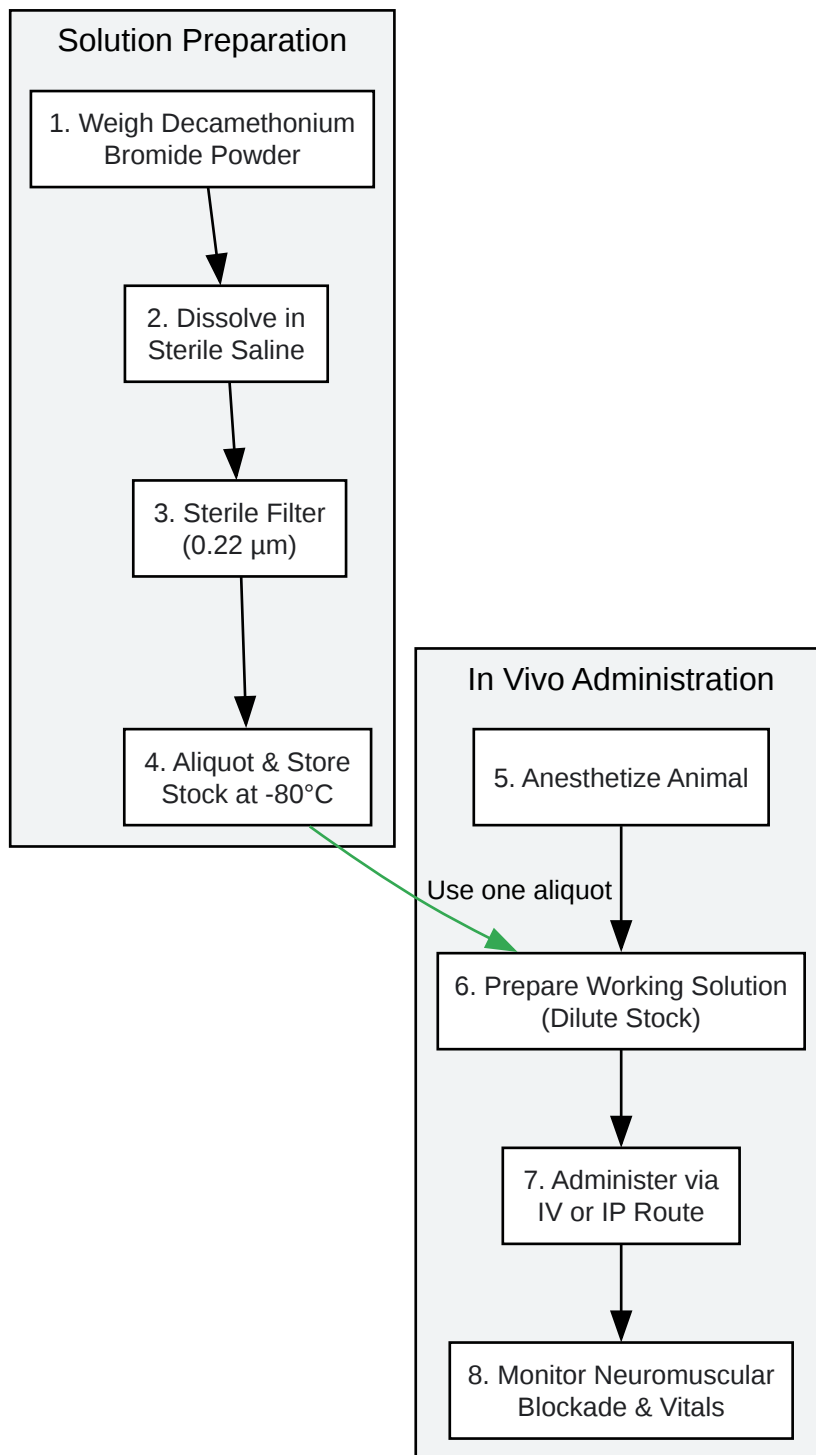 Solution Preparation
1. Weigh Decamethonium
Bromide Powder
2. Dissolve in
Sterile Saline
3. Sterile Filter
(0.22 µm)
4. Aliquot & Store
Stock at -80°C
In Vivo Administration
5. Anesthetize Animal
Use one aliquot
6. Prepare Working Solution
(Dilute Stock)
7. Administer via
IV or IP Route
8. Monitor Neuromuscular
Blockade & Vitals